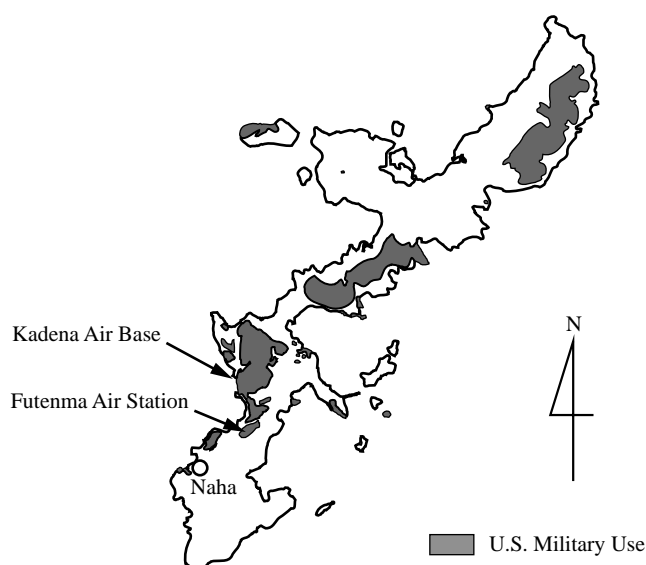 N
Kadena Air Base
Futenma Air Station
Naha
U.S. Military Use